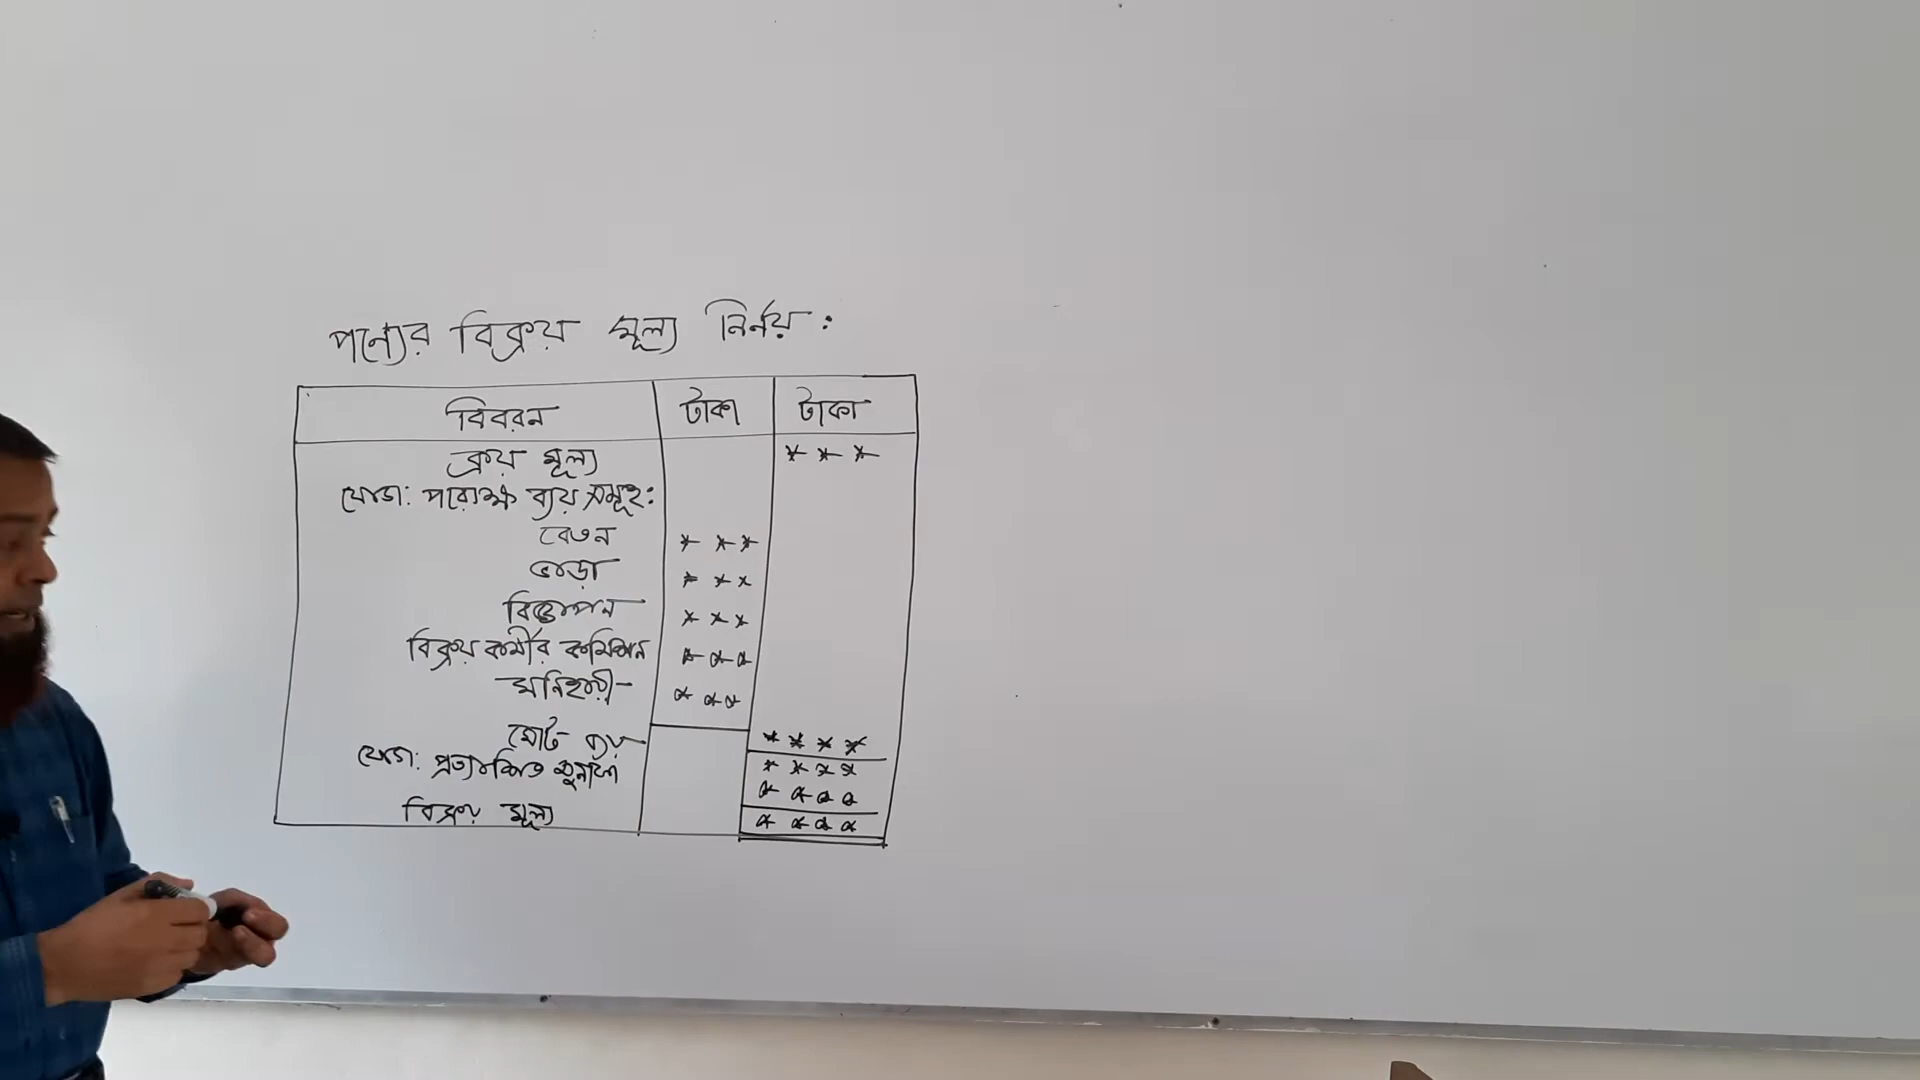 পন্যের বিক্রয় মূল্য নির্নয় :
বিবরন টাকা টাকা
ক্রয় মূল্য * * *
যোগ: পরোক্ষ ব্যয় সমূহ:
বেতন * * *
ভাড়া * * *
বিজ্ঞাপন * * *
বিক্রয় কর্মীর কমিশন * * *
মনিহারী * * *
মোট ব্যয় * * * *
* * * *
যোগ: প্রত্যাশিত মুনাফা * * * *
বিক্রয় মূল্য * * * *